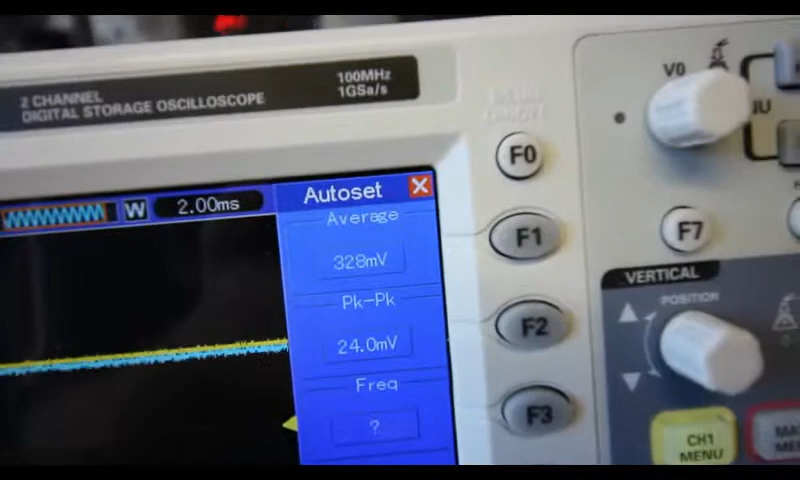 2 CHANNEL
DIGITAL STORAGE OSCILLOSCOPE
100MHz
1GSa/s
W
2.00ms
Autoset
Average
328mV
Pk-Pk
24.0mV
Freq
?
F0
F1
F2
F3
V0
F7
VERTICAL
POSITION
CH1
MENU